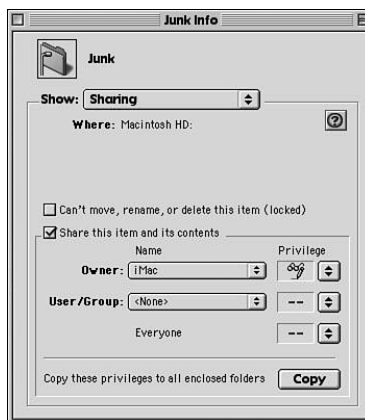 Junk Info
Junk
Show: Sharing
Where: Macintosh HD:
Can't move, rename, or delete this item (locked)
Share this item and its contents
Name Privilege
Owner: iMac
User/Group: <None> --
Everyone --
Copy these privileges to all enclosed folders Copy